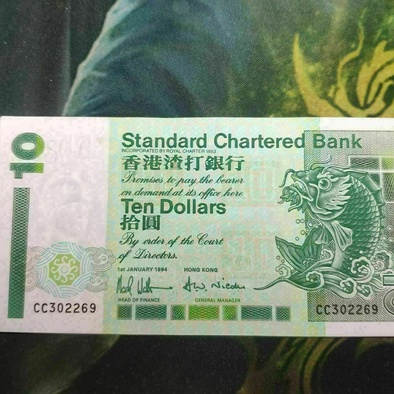 10
Standard Chartered Bank
INCORPORATED BY ROYAL CHARTER 1853
香港渣打銀行
Promises to pay the bearer
on demand at its office here
Ten Dollars
拾圓
By order of the Court
of Directors.
1st JANUARY 1994 HONG KONG
HEAD OF FINANCE GENERAL MANAGER
CC302269 CC302269